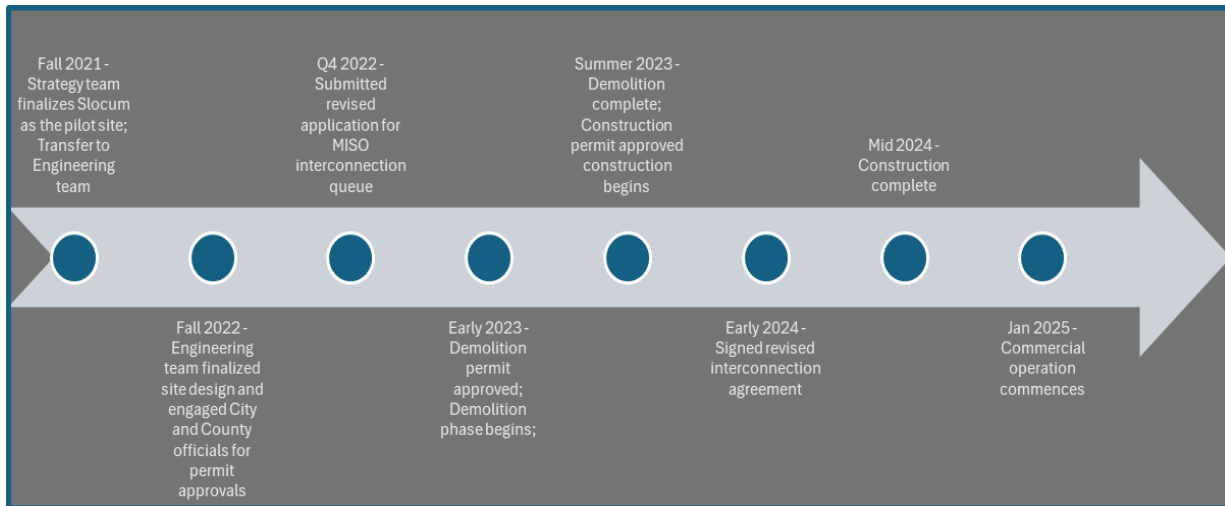 Fall 2021 -
Strategy team
finalizes Slocum
as the pilot site;
Transfer to
Engineering
team
Fall 2022 -
Engineering
team finalized
site design and
engaged City
and County
officials for
permit
approvals
Q4 2022 -
Submitted
revised
application for
MISO
interconnection
queue
Early 2023 -
Demolition
permit
approved;
Demolition
phase begins;
Summer 2023 -
Demolition
complete;
Construction
permit approved
construction
begins
Early 2024 -
Signed revised
interconnection
agreement
Mid 2024 -
Construction
complete
Jan 2025 -
Commercial
operation
commences